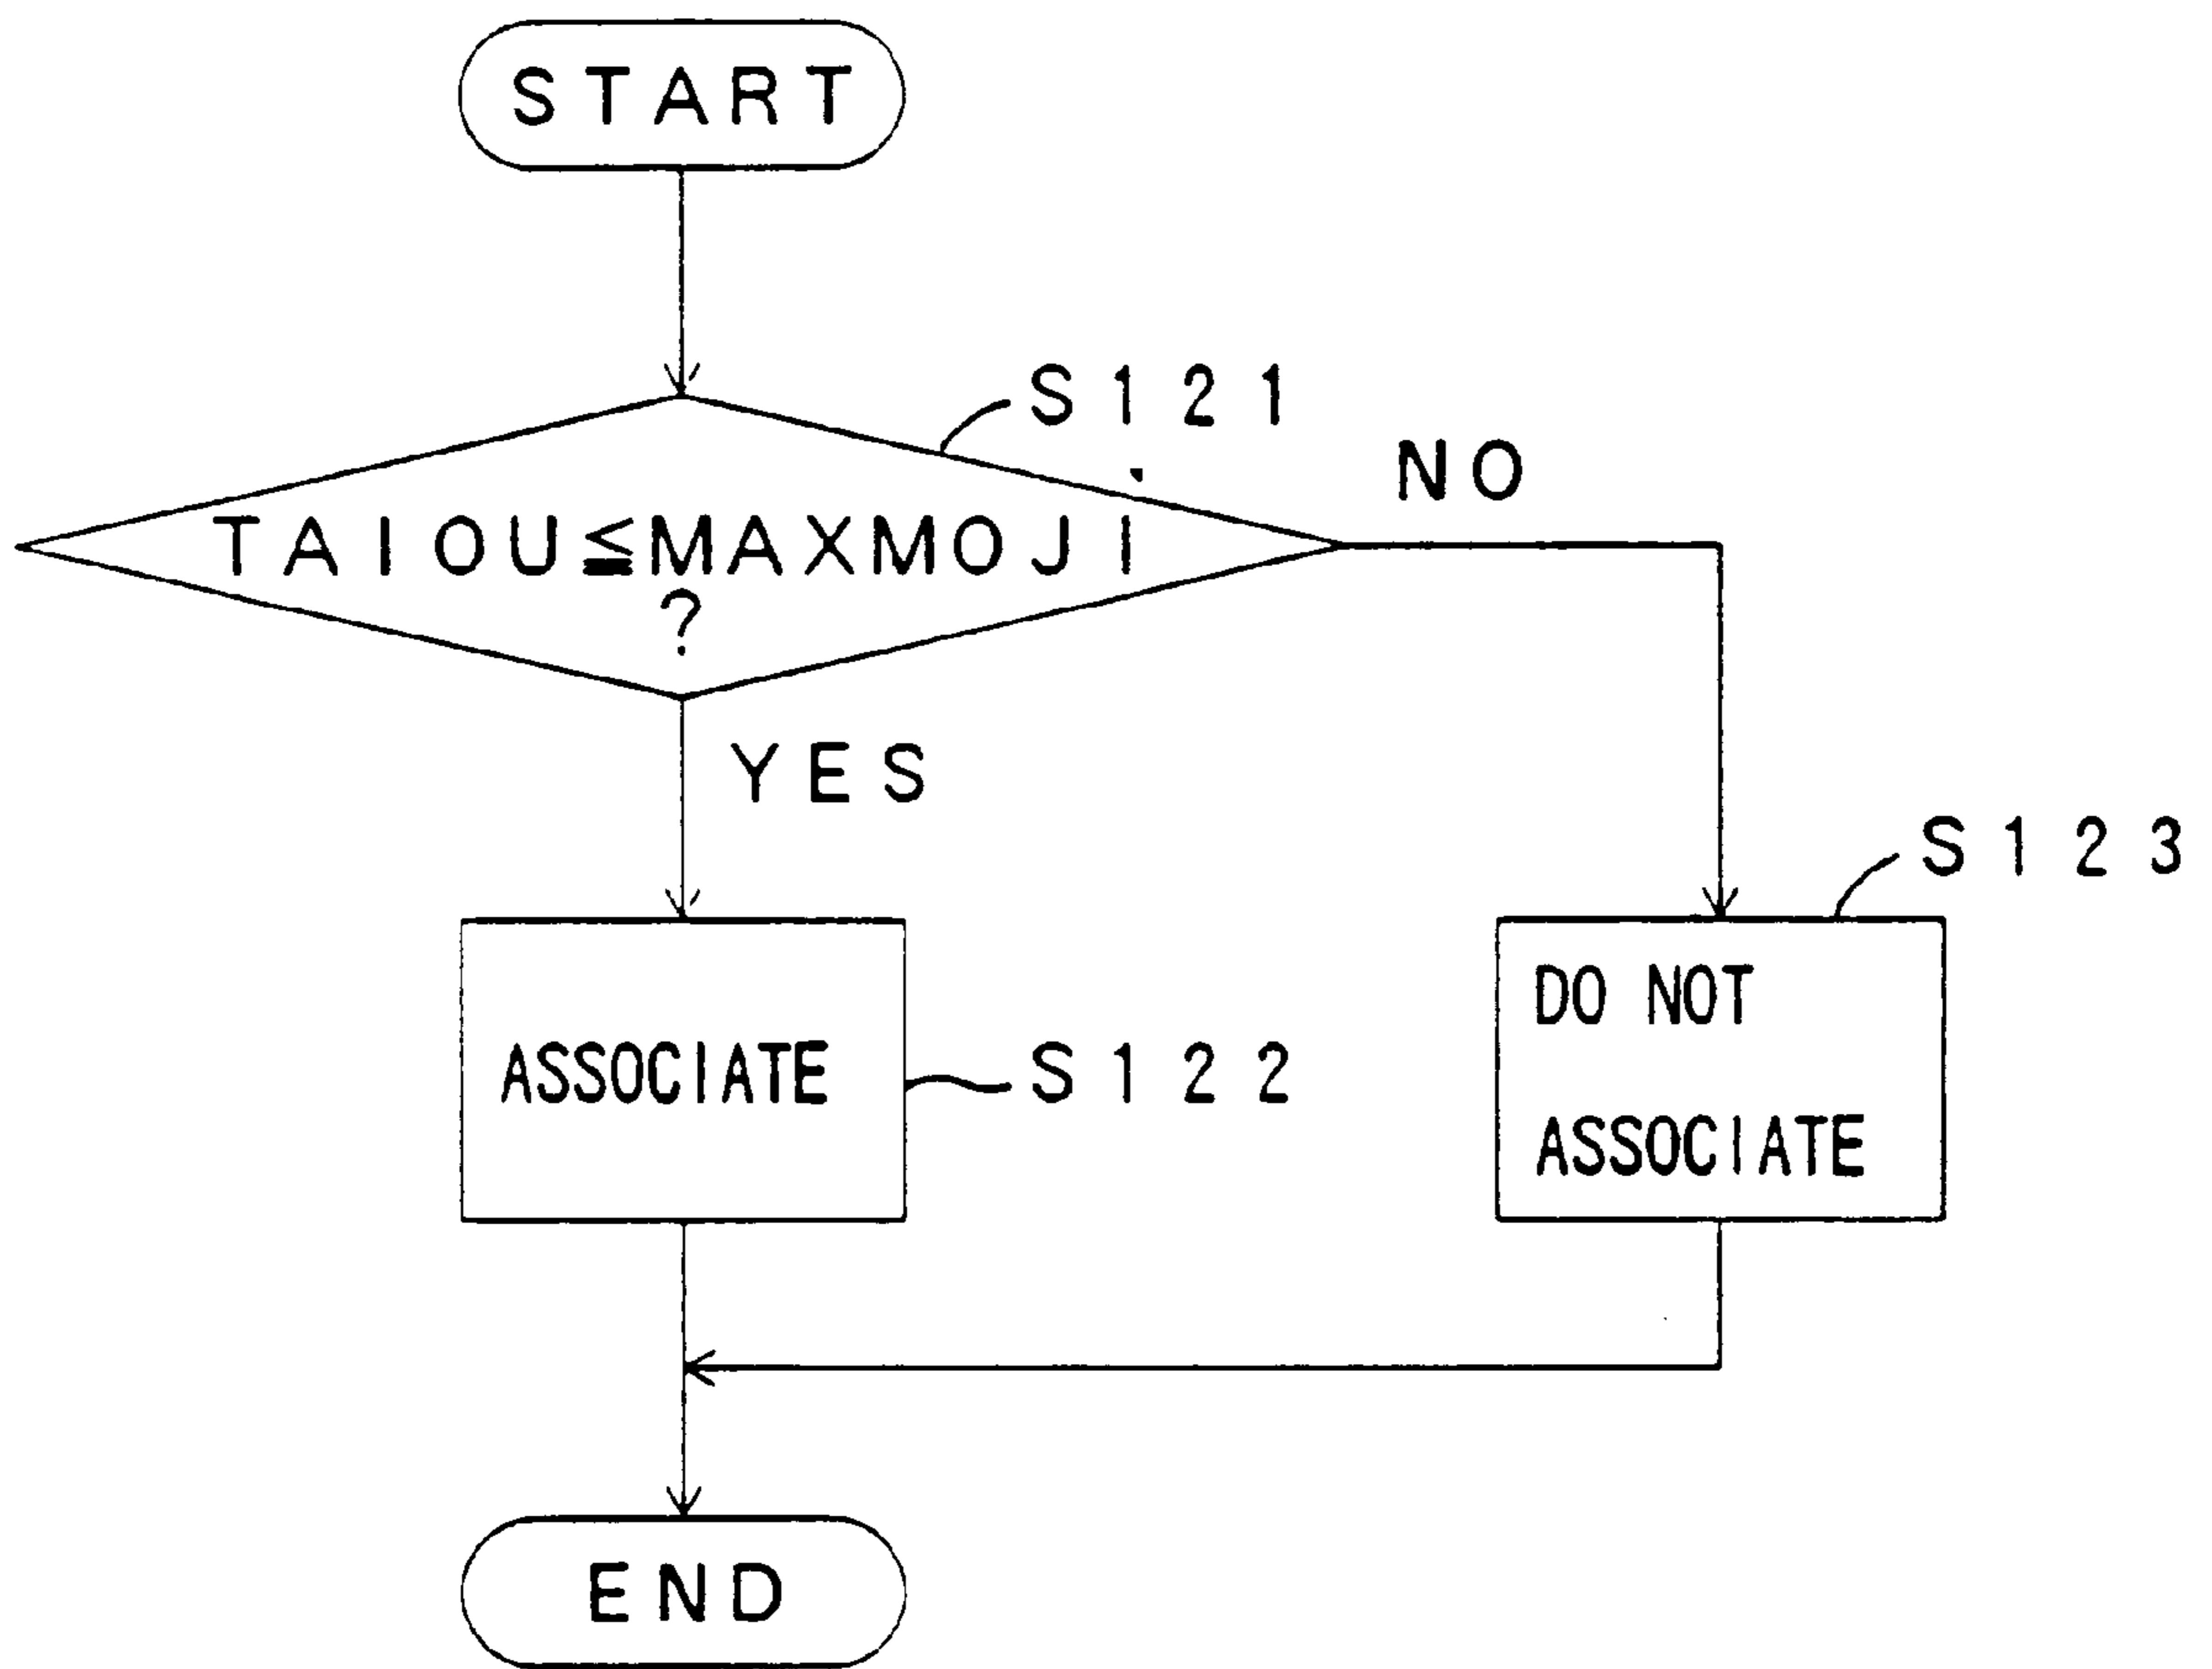 START
S121
NO
TAIOU≦MAXMOJI
?
YES
S123
DO NOT
ASSOCIATE
ASSOCIATE
S122
END